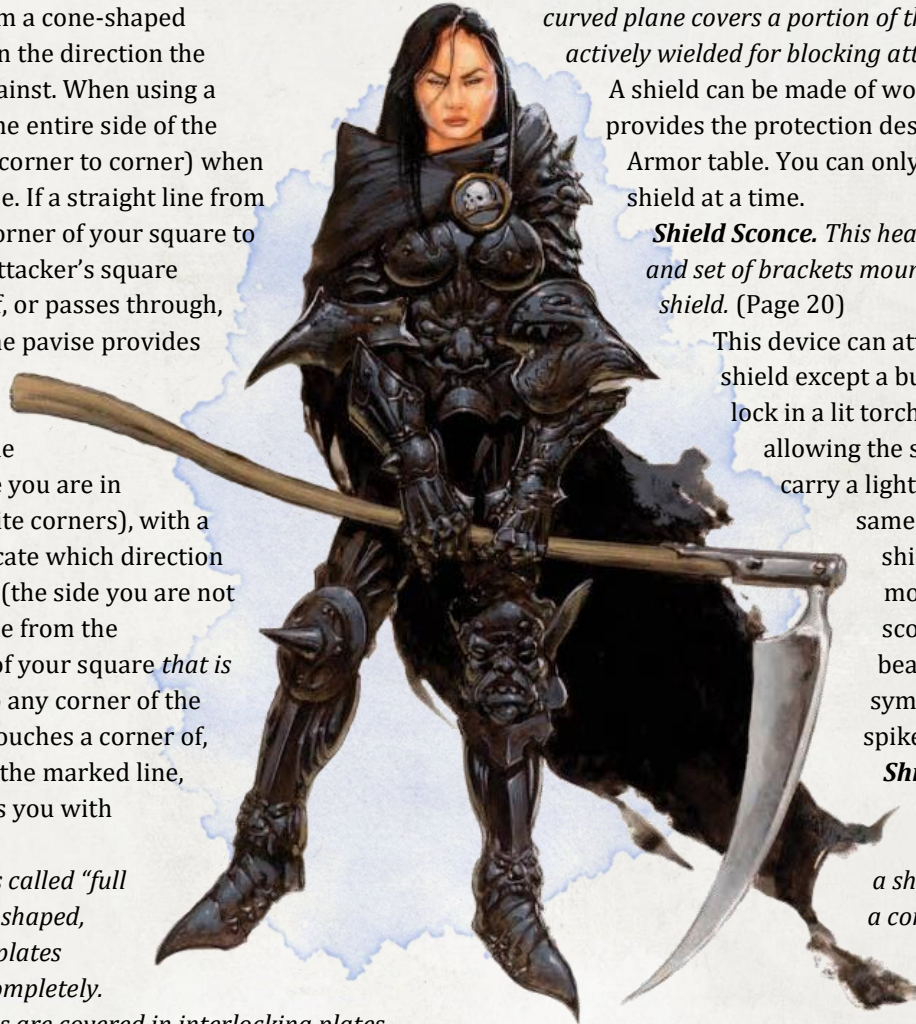 m a cone-shaped
n the direction the
ainst. When using a
ne entire side of the
corner to corner) when
e. If a straight line from
orner of your square to
ttacker's square
f, or passes through,
ne pavise provides
e
e you are in
ite corners), with a
cate which direction
(the side you are not
e from the
of your square that is
any corner of the
ouches a corner of,
the marked line,
s you with
s called “full
shaped,
plates
ompletely.
s are covered in interlocking plates
curved plane covers a portion of th
actively wielded for blocking att
A shield can be made of wo
provides the protection des
Armor table. You can only
shield at a time.
Shield Sconce. This hea
and set of brackets moun
shield. (Page 20)
This device can att
shield except a bu
lock in a lit torch
allowing the s
carry a light
same
shi
mo
sco
bea
sym
spike
Shi
a sh
a con